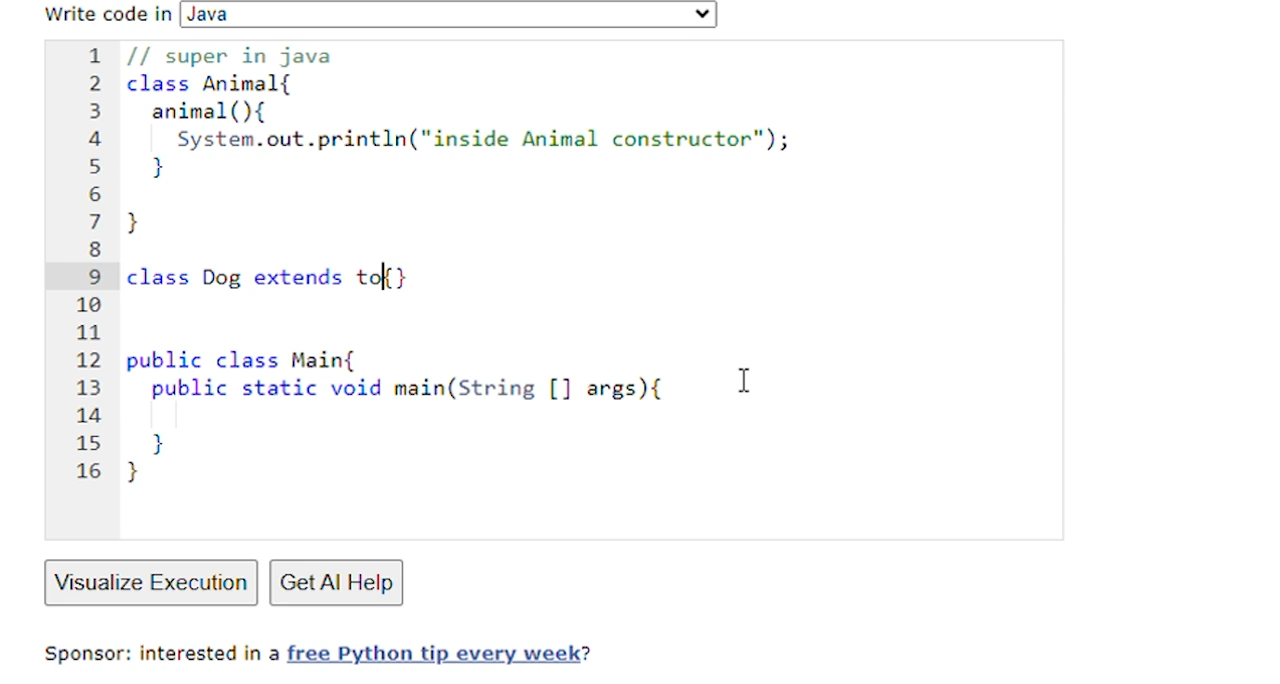 Write code in Java
1 // super in java
2 class Animal{
3 animal(){
4 System.out.println("inside Animal constructor");
5 }
6
7 }
8
9 class Dog extends to{}
10
11
12 public class Main{
13 public static void main(String [] args){
14
15 }
16 }
Visualize Execution Get AI Help
Sponsor: interested in a free Python tip every week?